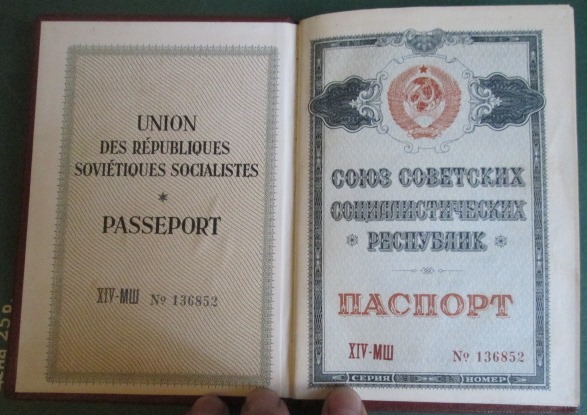 UNION
DES RÉPUBLIQUES
SOVIÉTIQUES SOCIALISTES
*
PASSEPORT
XIV-МШ № 136852
СОЮЗ СОВЕТСКИХ
СОЦИАЛИСТИЧЕСКИХ
РЕСПУБЛИК
ПАСПОРТ
XIV-МШ № 136852
СЕРИЯ НОМЕР